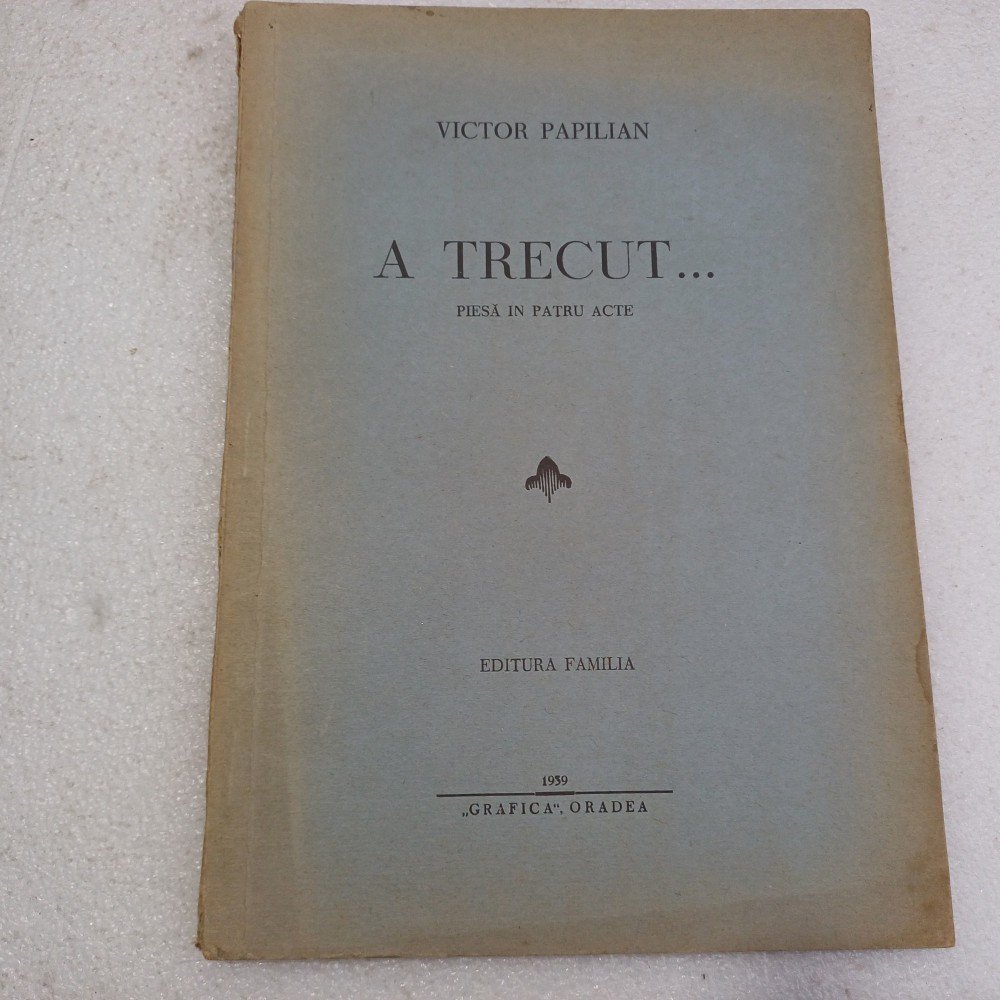 VICTOR PAPILIAN
A TRECUT...
PIESĂ IN PATRU ACTE
EDITURA FAMILIA
1939
„GRAFICA“, ORADEA